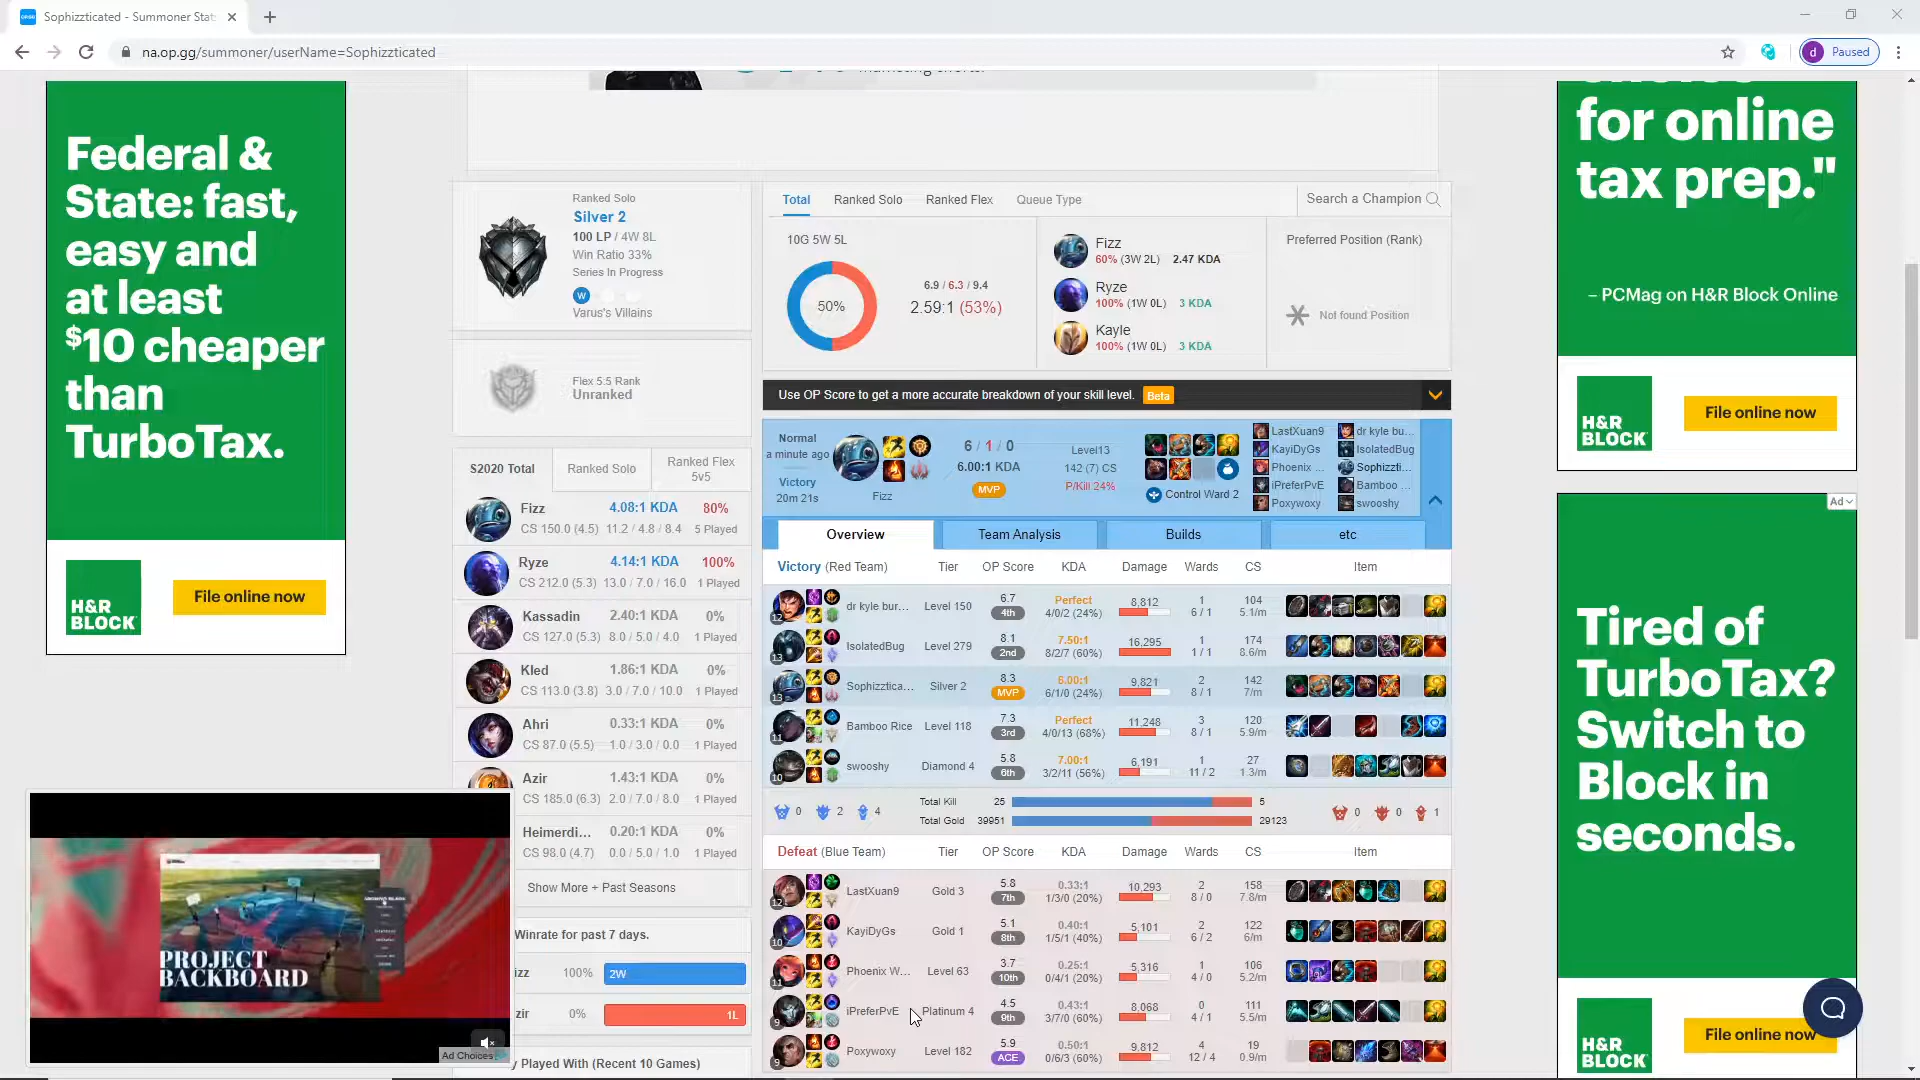 Sophizzticated - Summoner Stat
na.op.gg/summoner/userName=Sophizzticated
Paused
Federal &
State: fast,
easy and
at least
$10 cheaper
than
TurboTax.
H&R
BLOCK
File online now
for online
tax prep."
– PCMag on H&R Block Online
H&R
BLOCK
File online now
Ad
Tired of
TurboTax?
Switch to
Block in
seconds.
H&R
BLOCK
File online now
Ranked Solo
Silver 2
100 LP / 4W 8L
Win Ratio 33%
Series In Progress
W
Varus's Villains
Flex 5:5 Rank
Unranked
S2020 Total
Ranked Solo
Ranked Flex
5v5
Fizz 4.08:1 KDA 80%
CS 150.0 (4.5) 11.2 / 4.8 / 8.4 5 Played
Ryze 4.14:1 KDA 100%
CS 212.0 (5.3) 13.0 / 7.0 / 16.0 1 Played
Kassadin 2.40:1 KDA 0%
CS 127.0 (5.3) 8.0 / 5.0 / 4.0 1 Played
Kled 1.86:1 KDA 0%
CS 113.0 (3.8) 3.0 / 7.0 / 10.0 1 Played
Ahri 0.33:1 KDA 0%
CS 87.0 (5.5) 1.0 / 3.0 / 0.0 1 Played
Azir 1.43:1 KDA 0%
CS 185.0 (6.3) 2.0 / 7.0 / 8.0 1 Played
Heimerdi... 0.20:1 KDA 0%
CS 98.0 (4.7) 0.0 / 5.0 / 1.0 1 Played
Show More + Past Seasons
Winrate for past 7 days.
izz 100% 2W
zir 0% 1L
y Played With (Recent 10 Games)
PROJECT
BACKBOARD
Ad Choices
Total Ranked Solo Ranked Flex Queue Type
Search a Champion
10G 5W 5L
50%
6.9 / 6.3 / 9.4
2.59:1 (53%)
Fizz
60% (3W 2L) 2.47 KDA
Ryze
100% (1W 0L) 3 KDA
Kayle
100% (1W 0L) 3 KDA
Preferred Position (Rank)
Not found Position
Use OP Score to get a more accurate breakdown of your skill level. Beta
Normal
a minute ago
Victory
20m 21s
Fizz
6 / 1 / 0
6.00:1 KDA
MVP
Level13
142 (7) CS
P/Kill 24%
Control Ward 2
LastXuan9 dr kyle bu...
KayiDyGs IsolatedBug
Phoenix ... Sophizzti...
iPreferPvE Bamboo ...
Poxywoxy swooshy
Overview Team Analysis Builds etc
Victory (Red Team) Tier OP Score KDA Damage Wards CS Item
12 dr kyle bur... Level 150 6.7 4th Perfect 4/0/2 (24%) 8,812 1 6 / 1 104 5.1/m
13 IsolatedBug Level 279 8.1 2nd 7.50:1 8/2/7 (60%) 16,295 1 1 / 1 174 8.6/m
13 Sophizztica... Silver 2 8.3 MVP 6.00:1 6/1/0 (24%) 9,821 2 8 / 1 142 7/m
11 Bamboo Rice Level 118 7.3 3rd Perfect 4/0/13 (68%) 11,248 3 8 / 1 120 5.9/m
10 swooshy Diamond 4 5.8 6th 7.00:1 3/2/11 (56%) 6,191 1 11 / 2 27 1.3/m
0 2 4 Total Kill 25 5 0 0 1
Total Gold 39951 29123
Defeat (Blue Team) Tier OP Score KDA Damage Wards CS Item
12 LastXuan9 Gold 3 5.8 7th 0.33:1 1/3/0 (20%) 10,293 2 8 / 0 158 7.8/m
10 KayiDyGs Gold 1 5.1 8th 0.40:1 1/5/1 (40%) 5,101 2 6 / 2 122 6/m
11 Phoenix W... Level 63 3.7 10th 0.25:1 0/4/1 (20%) 5,316 1 4 / 0 106 5.2/m
9 iPreferPvE Platinum 4 4.5 9th 0.43:1 3/7/0 (60%) 8,068 0 4 / 1 111 5.5/m
9 Poxywoxy Level 182 5.9 ACE 0.50:1 0/6/3 (60%) 9,812 4 12 / 4 19 0.9/m